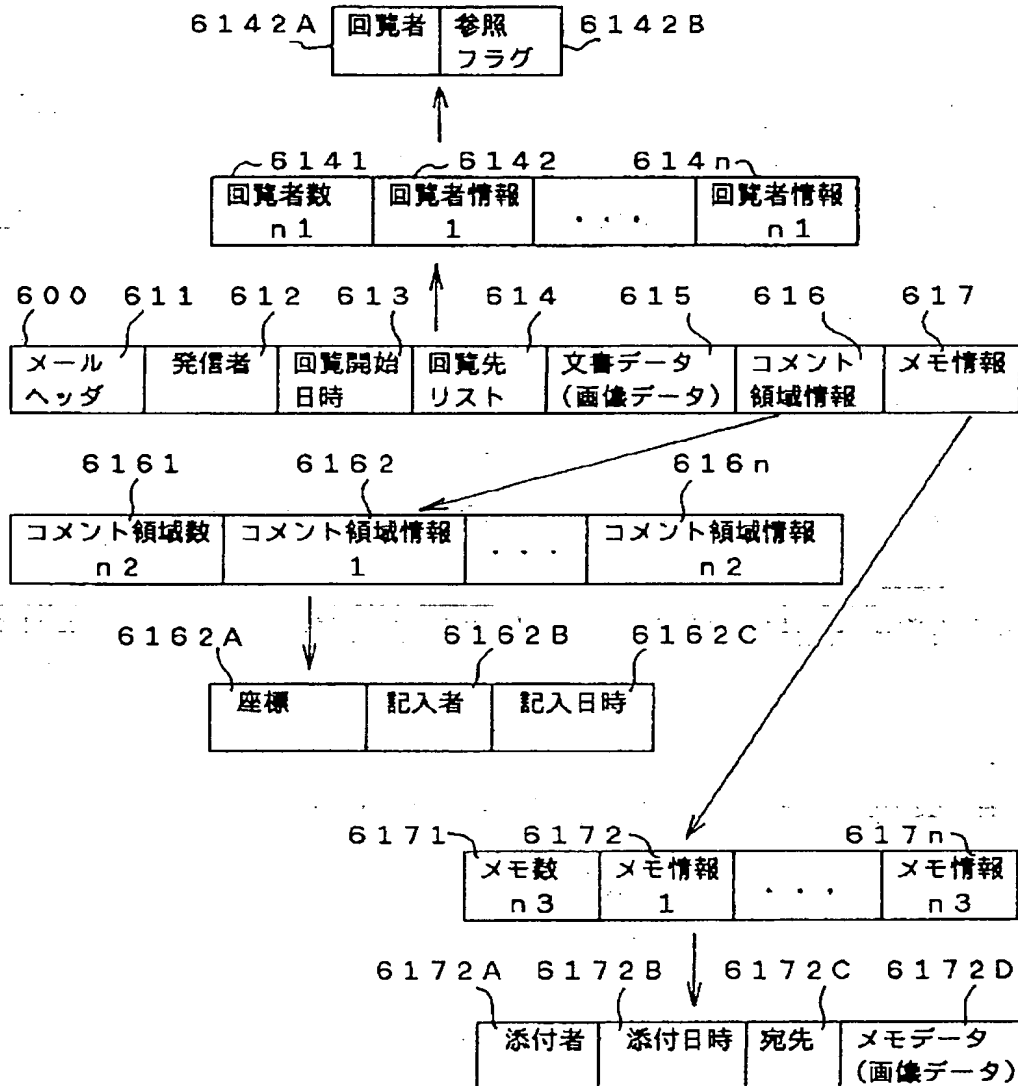 6142A 回覧者 参照 6142B
フラグ
6141 6142 614n
回覧者数 回覧者情報 ・・・ 回覧者情報
n1 1 n1
600 611 612 613 614 615 616 617
メール 発信者 回覧開始 回覧先 文書データ コメント メモ情報
ヘッダ 日時 リスト (画像データ) 領域情報
6161 6162 616n
コメント領域数 コメント領域情報 ・・・ コメント領域情報
n2 1 n2
6162A 6162B 6162C
座標 記入者 記入日時
6171 6172 617n
メモ数 メモ情報 ・・・ メモ情報
n3 1 n3
6172A 6172B 6172C 6172D
添付者 添付日時 宛先 メモデータ
(画像データ)